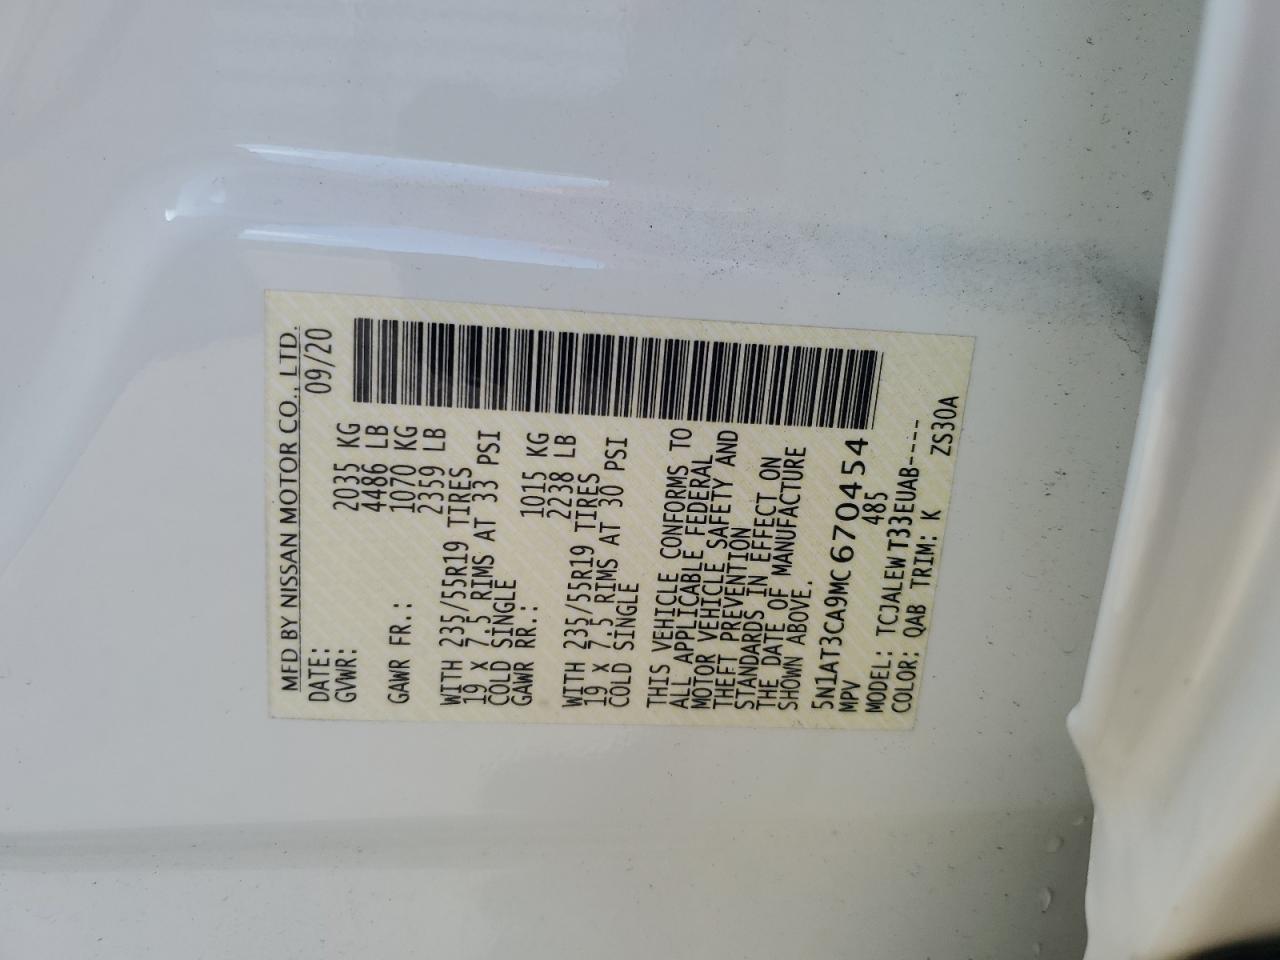 MFD BY NISSAN MOTOR CO., LTD.
DATE: 09/20
GVWR: 2035 KG
4486 LB
GAWR FR.: 1070 KG
2359 LB
WITH 235/55R19 TIRES
19 X 7.5 RIMS AT 33 PSI
COLD SINGLE
GAWR RR.: 1015 KG
2238 LB
WITH 235/55R19 TIRES
19 X 7.5 RIMS AT 30 PSI
COLD SINGLE
THIS VEHICLE CONFORMS TO
ALL APPLICABLE FEDERAL
MOTOR VEHICLE SAFETY AND
THEFT PREVENTION
STANDARDS IN EFFECT ON
THE DATE OF MANUFACTURE
SHOWN ABOVE.
5N1AT3CA9MC670454
MPV 485
MODEL: TCJALEWT33EUAB----
COLOR: QAB TRIM: K ZS30A